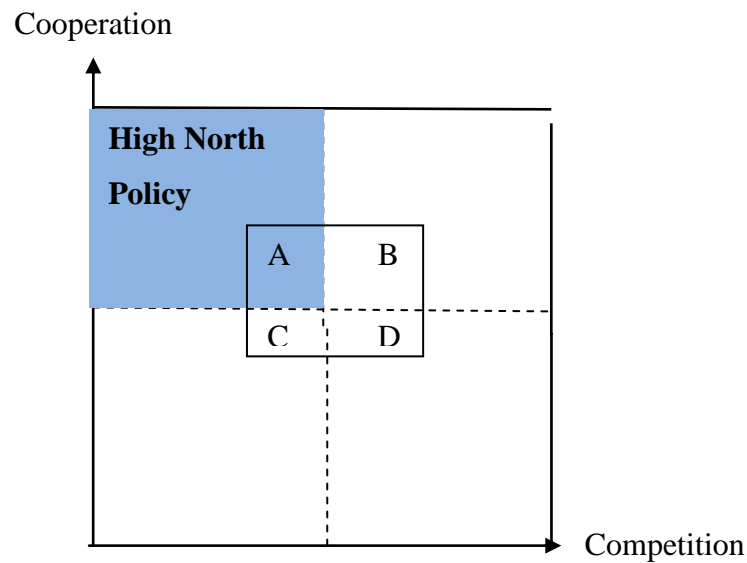 Cooperation
High North
Policy
A B
C D
Competition